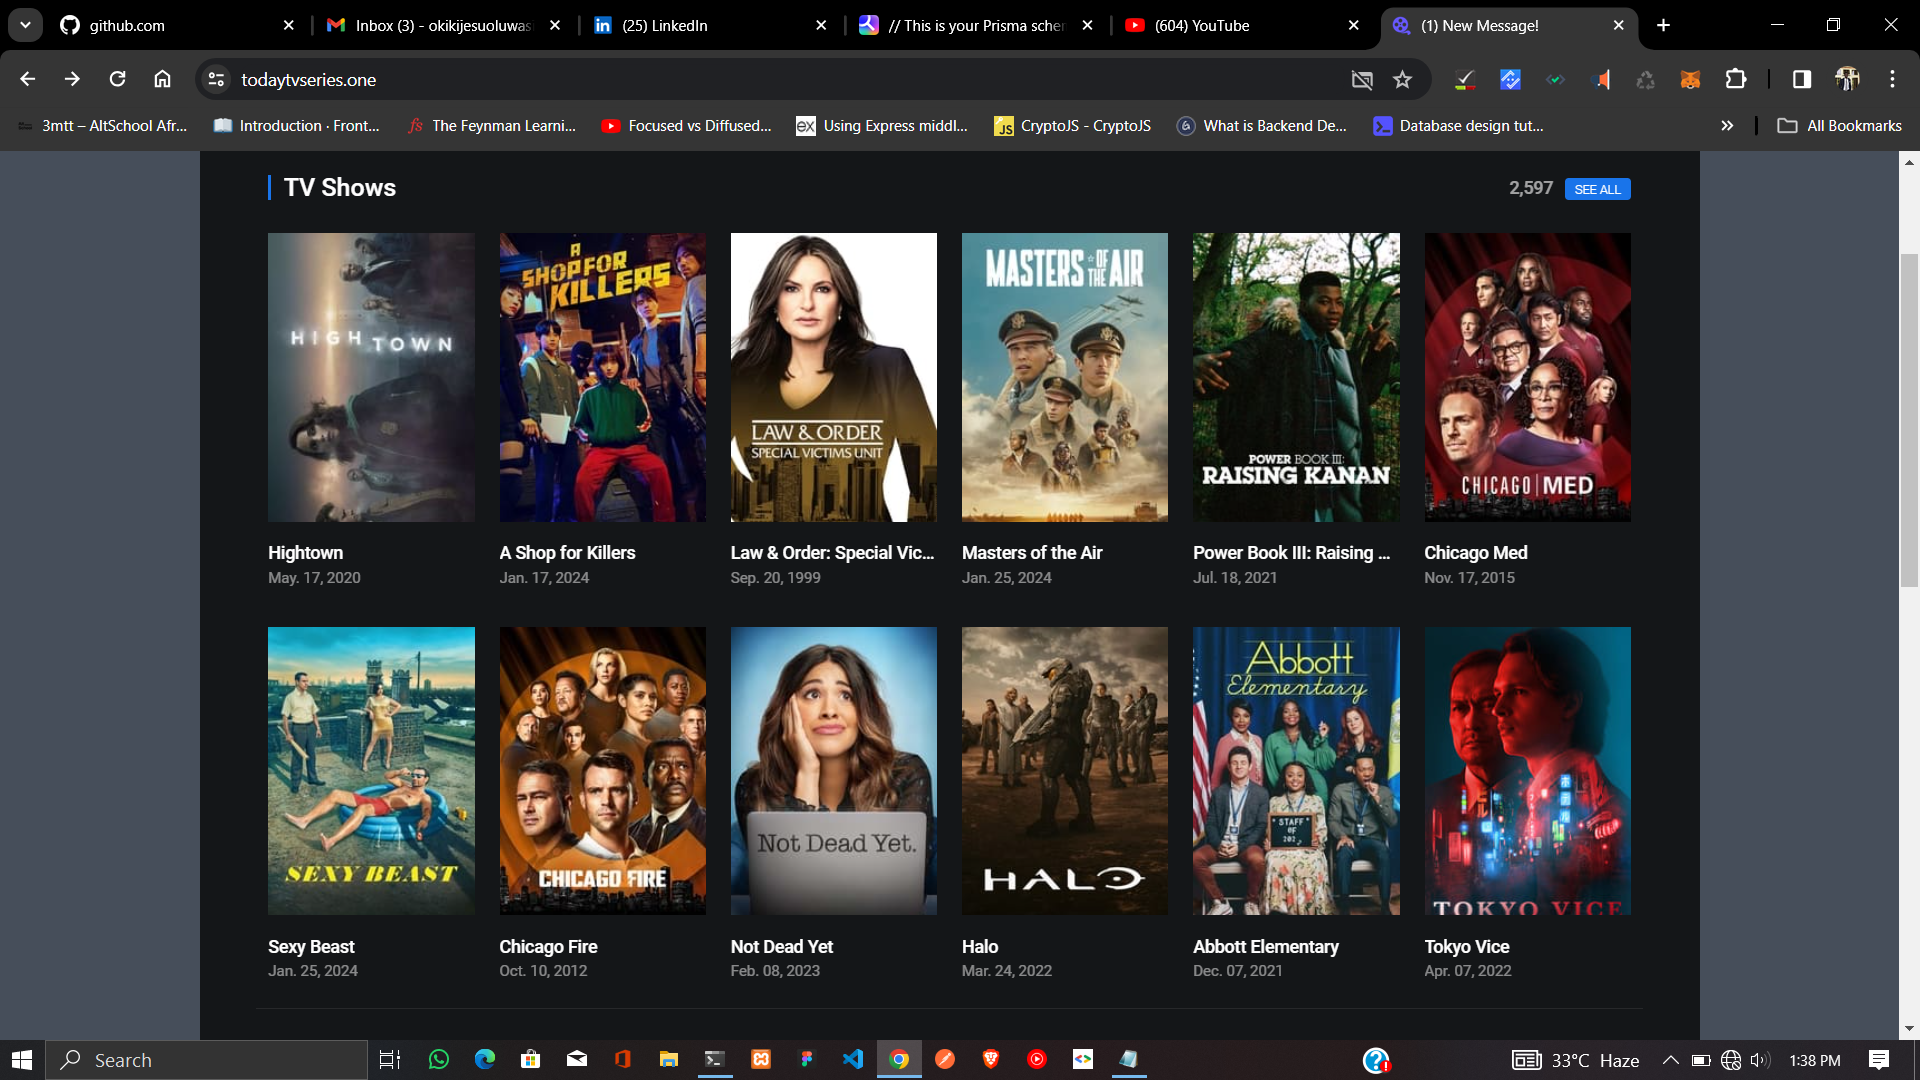 github.com
Inbox (3) - okikijesuoluwas
(25) LinkedIn
// This is your Prisma scher
(604) YouTube
(1) New Message!
todaytvseries.one
3mtt – AltSchool Afr...
Introduction · Front...
The Feynman Learni...
Focused vs Diffused...
Using Express middl...
CryptoJS - CryptoJS
What is Backend De...
Database design tut...
All Bookmarks
TV Shows
2,597
SEE ALL
HIGHTOWN
A SHOP FOR KILLERS
LAW & ORDER
SPECIAL VICTIMS UNIT
MASTERS OF THE AIR
POWER BOOK III:
RAISING KANAN
CHICAGO | MED
Hightown
May. 17, 2020
A Shop for Killers
Jan. 17, 2024
Law & Order: Special Vic...
Sep. 20, 1999
Masters of the Air
Jan. 25, 2024
Power Book III: Raising ...
Jul. 18, 2021
Chicago Med
Nov. 17, 2015
SEXY BEAST
CHICAGO FIRE
Not Dead Yet.
HALO
Abbott
Elementary
STAFF
OF
202
TOKYO VICE
Sexy Beast
Jan. 25, 2024
Chicago Fire
Oct. 10, 2012
Not Dead Yet
Feb. 08, 2023
Halo
Mar. 24, 2022
Abbott Elementary
Dec. 07, 2021
Tokyo Vice
Apr. 07, 2022
Search
33°C Haze
1:38 PM